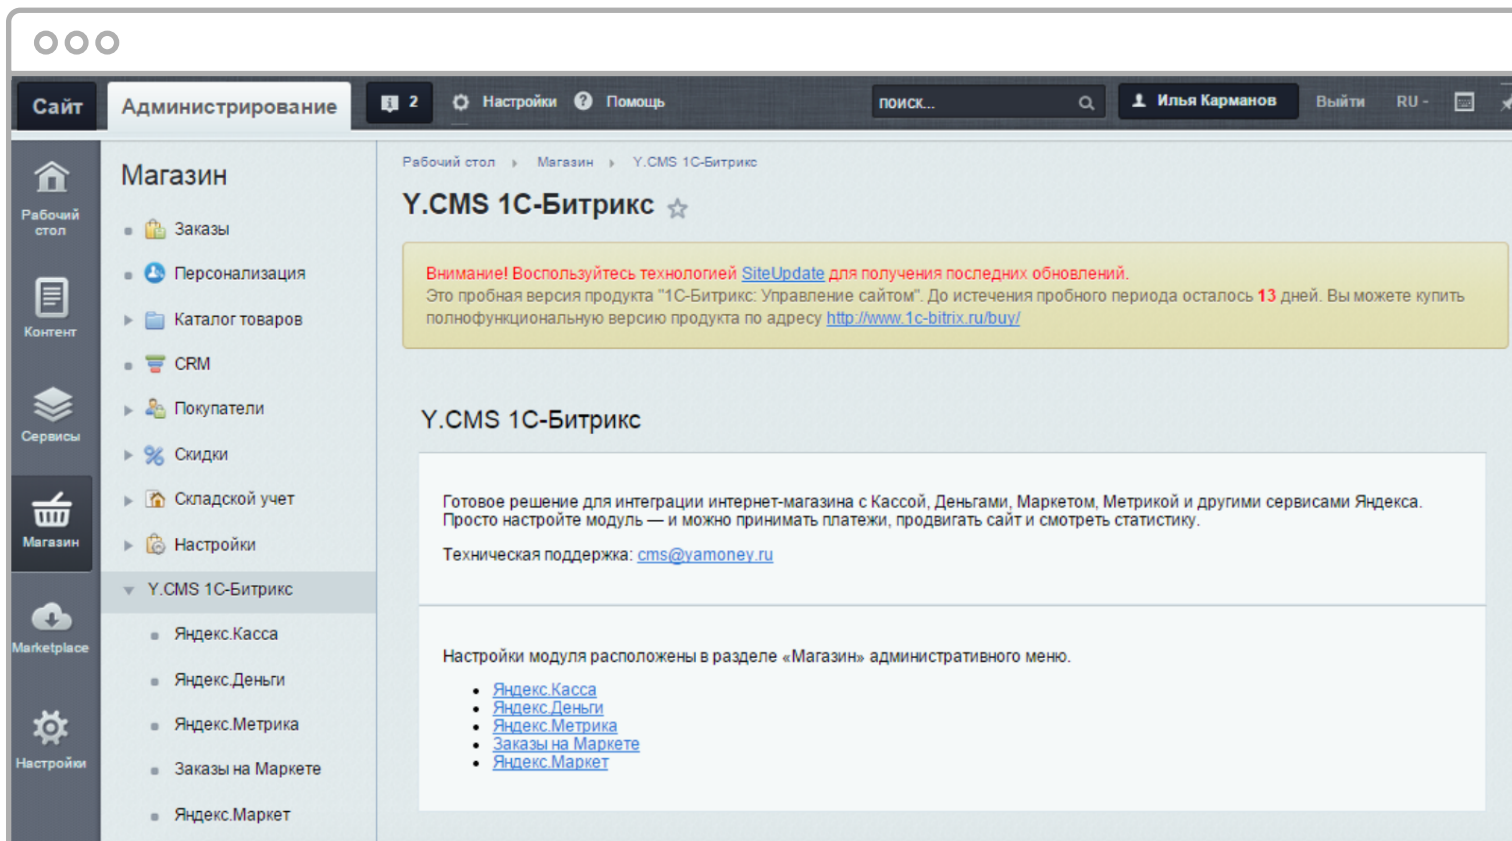 Сайт
Администрирование
2
Настройки
Помощь
поиск...
Илья Карманов
Выйти
RU
Рабочий
стол
Контент
Сервисы
Магазин
Marketplace
Настройки
Магазин
Заказы
Персонализация
Каталог товаров
CRM
Покупатели
Скидки
Складской учет
Настройки
Y.CMS 1С-Битрикс
Яндекс.Касса
Яндекс.Деньги
Яндекс.Метрика
Заказы на Маркете
Яндекс.Маркет
Рабочий стол Магазин Y.CMS 1С-Битрикс
Y.CMS 1С-Битрикс
Внимание! Воспользуйтесь технологией SiteUpdate для получения последних обновлений.
Это пробная версия продукта "1С-Битрикс: Управление сайтом". До истечения пробного периода осталось 13 дней. Вы можете купить
полнофункциональную версию продукта по адресу http://www.1c-bitrix.ru/buy/
Y.CMS 1С-Битрикс
Готовое решение для интеграции интернет-магазина с Кассой, Деньгами, Маркетом, Метрикой и другими сервисами Яндекса.
Просто настройте модуль — и можно принимать платежи, продвигать сайт и смотреть статистику.
Техническая поддержка: cms@yamoney.ru
Настройки модуля расположены в разделе «Магазин» административного меню.
Яндекс.Касса
Яндекс.Деньги
Яндекс.Метрика
Заказы на Маркете
Яндекс.Маркет